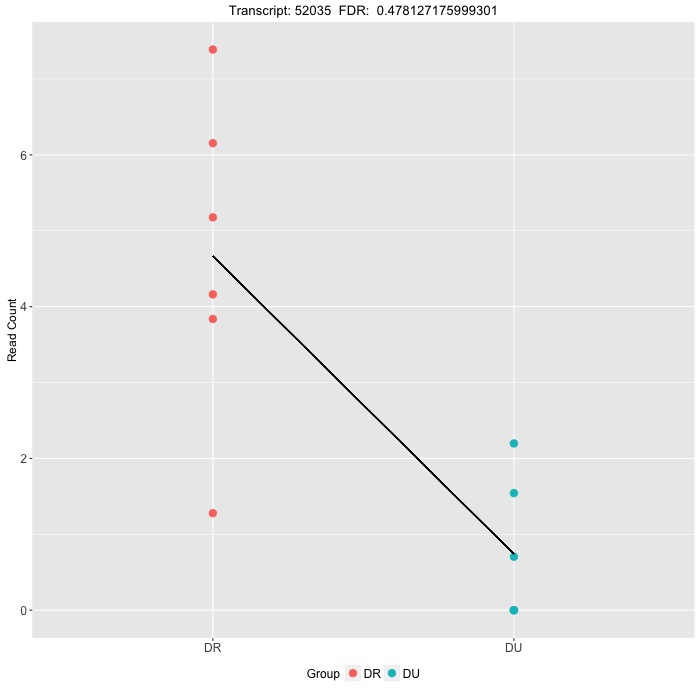 Transcript: 52035  FDR:  0.478127175999301
Read Count
6
4
2
0
DR DU
Group DR DU